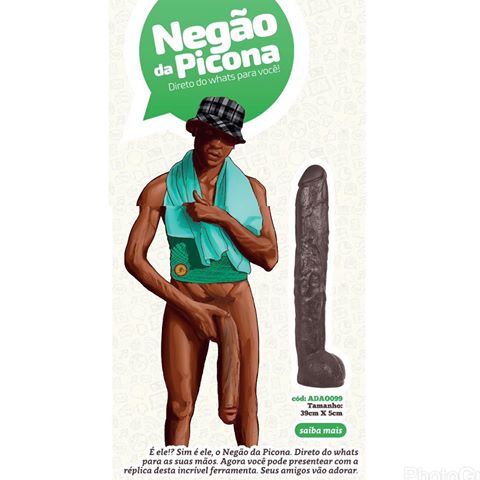 Negão
da Picona
Direto do whats para você!
cód: ADAO099
Tamanho:
39cm X 5cm
saiba mais
É ele!? Sim é ele, o Negão da Picona. Direto do whats
para as suas mãos. Agora você pode presentear com a
réplica desta incrível ferramenta. Seus amigos vão adorar.